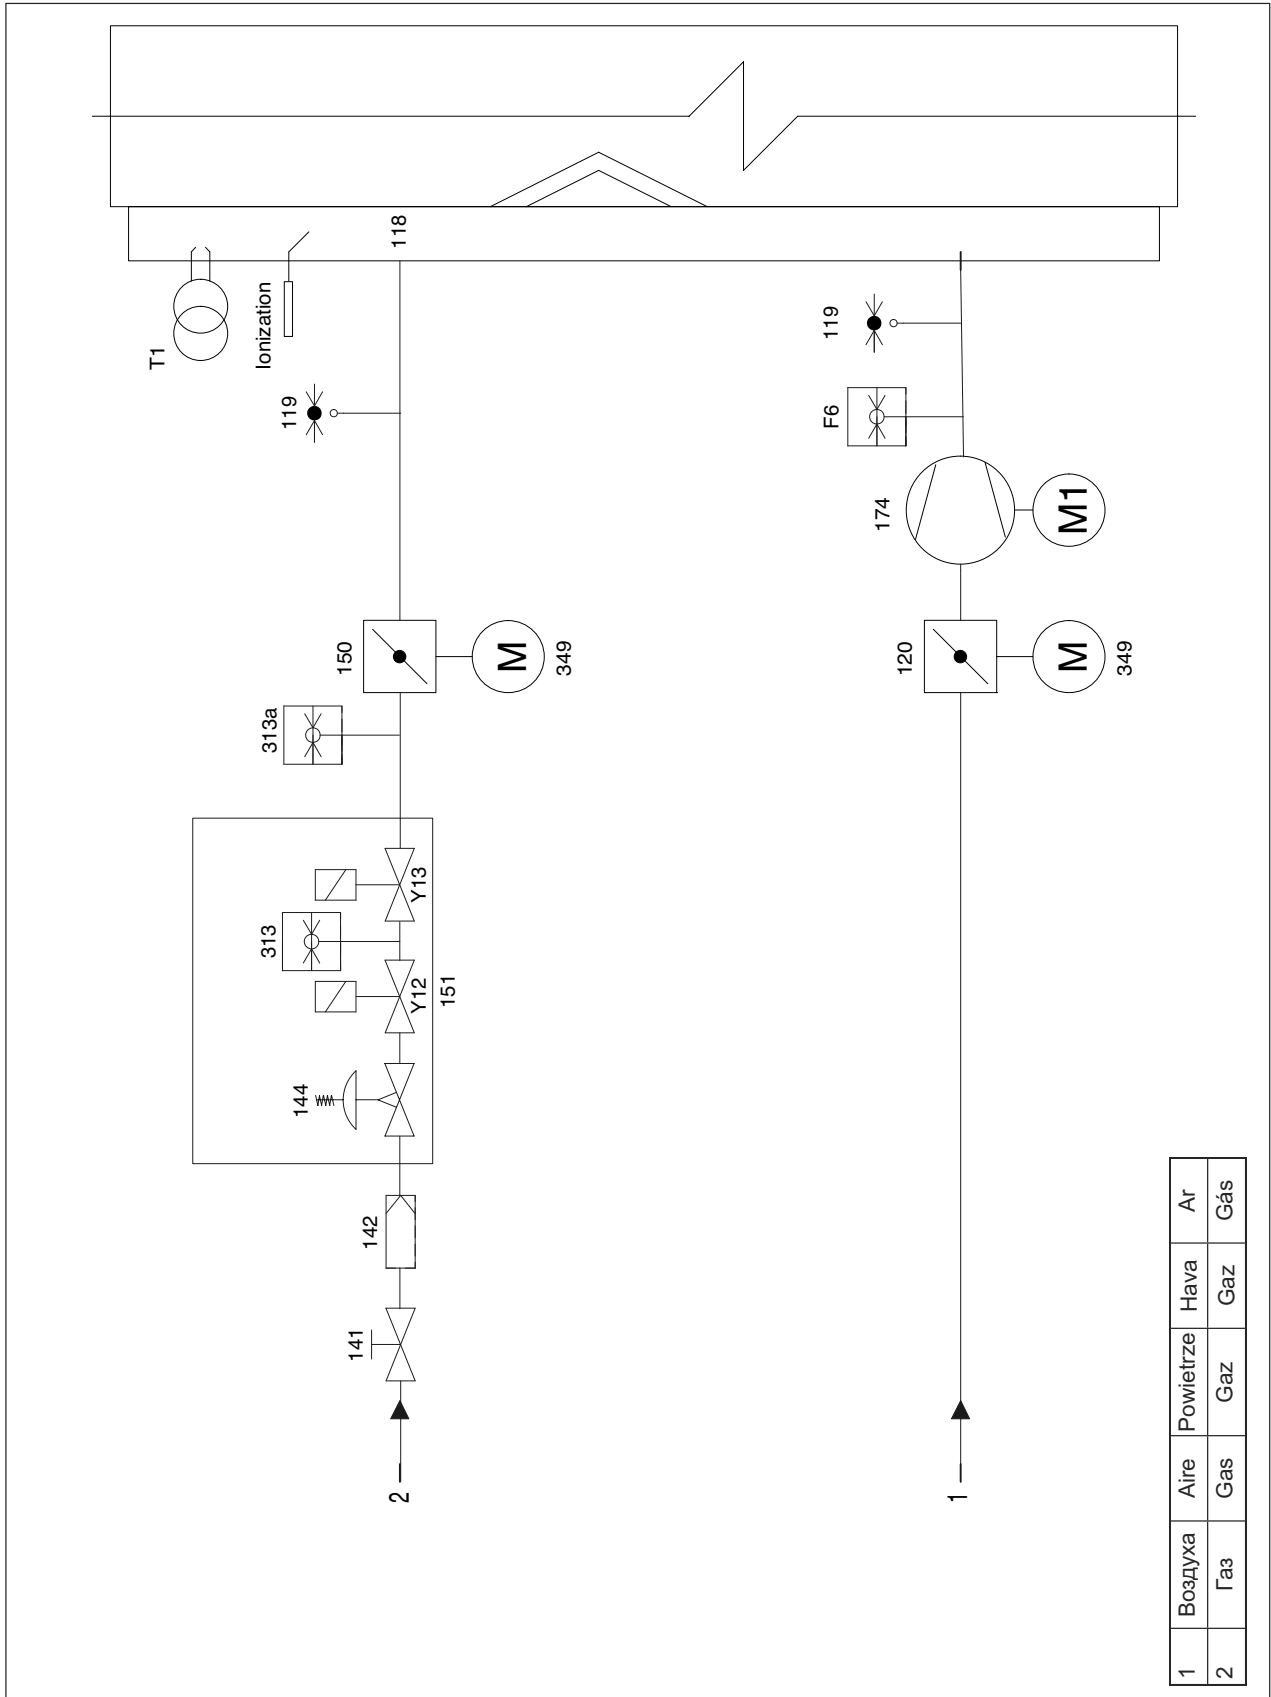 T1
Ionization
118
119
150
M
349
313a
Y13
313
Y12
151
144
142
141
2
119
F6
174
M1
120
M
349
1
1 Воздуха Aire Powietrze Hava Ar
2 Газ Gas Gaz Gaz Gás